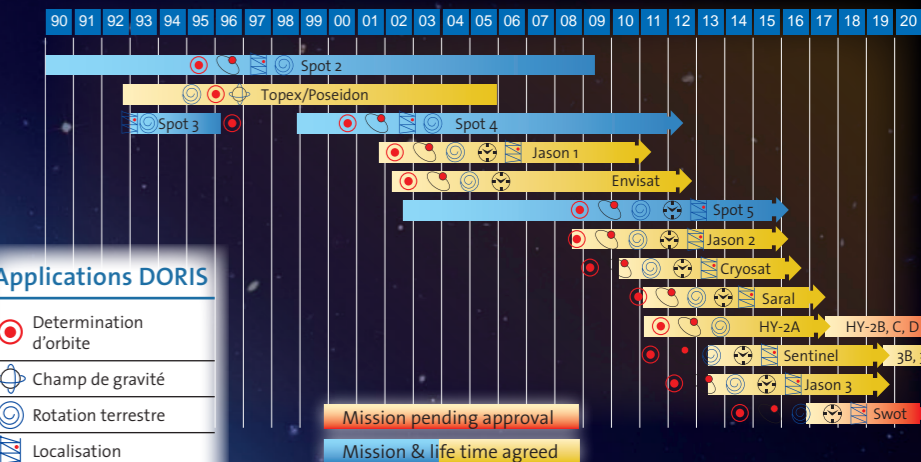 90 91 92 93 94 95 96 97 98 99 00 01 02 03 04 05 06 07 08 09 10 11 12 13 14 15 16 17 18 19 20
Spot 2
Topex/Poseidon
Spot 3
Spot 4
Jason 1
Envisat
Spot 5
Jason 2
Cryosat
Saral
HY-2A
HY-2B, C, D
Sentinel
3B,
Jason 3
Swot
Applications DORIS
Determination
d'orbite
Champ de gravité
Rotation terrestre
Localisation
Mission pending approval
Mission & life time agreed